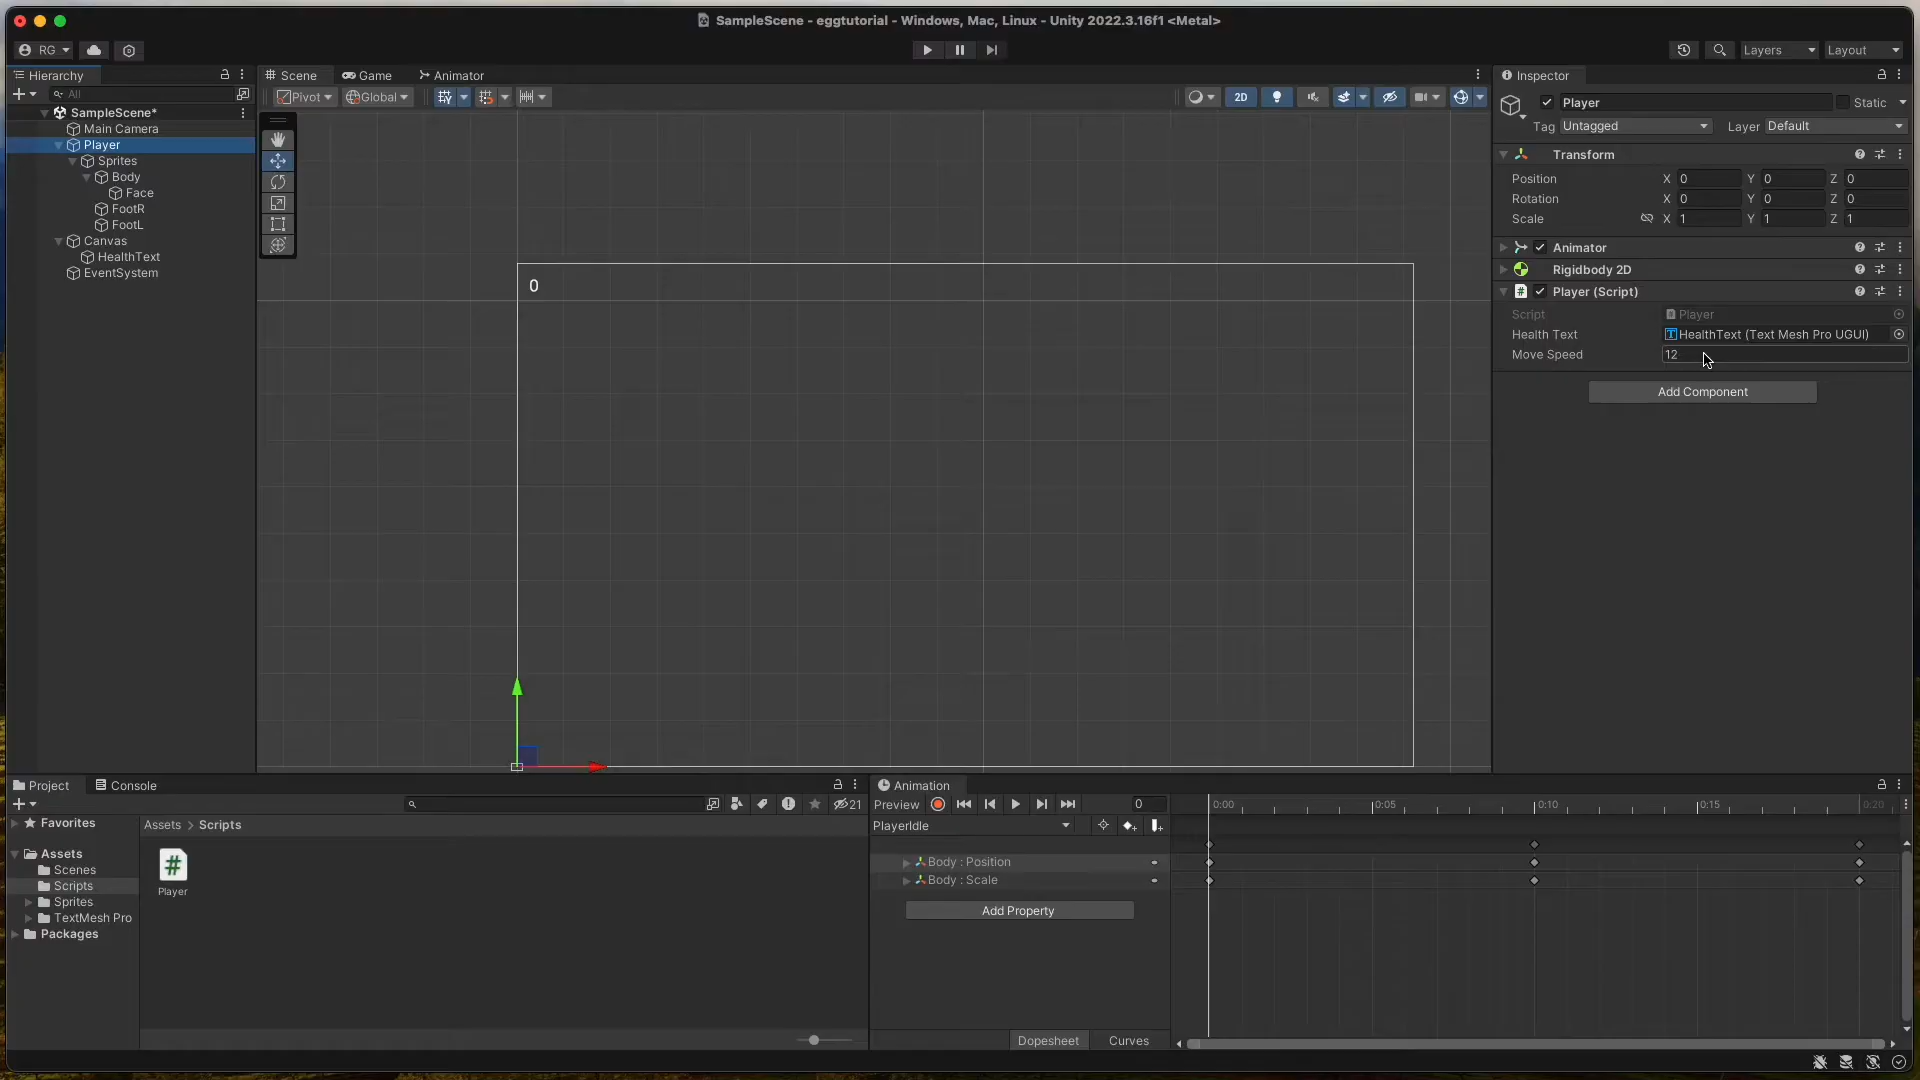 SampleScene - eggtutorial - Windows, Mac, Linux - Unity 2022.3.16f1 <Metal>
RG
Layers
Layout
Hierarchy
All
SampleScene*
Main Camera
Player
Sprites
Body
Face
FootR
FootL
Canvas
HealthText
EventSystem
Scene
Game
Animator
Pivot
Global
2D
0
Inspector
Player
Static
Tag Untagged
Layer Default
Transform
Position X 0 Y 0 Z 0
Rotation X 0 Y 0 Z 0
Scale X 1 Y 1 Z 1
Animator
Rigidbody 2D
# Player (Script)
Script Player
Health Text HealthText (Text Mesh Pro UGUI)
Move Speed 12
Add Component
Project
Console
21
Favorites
Assets
Scenes
Scripts
Sprites
TextMesh Pro
Packages
Assets > Scripts
#
Player
Animation
Preview
0
PlayerIdle
Body : Position
Body : Scale
Add Property
0:00 0:05 0:10 0:15 0:20
Dopesheet
Curves